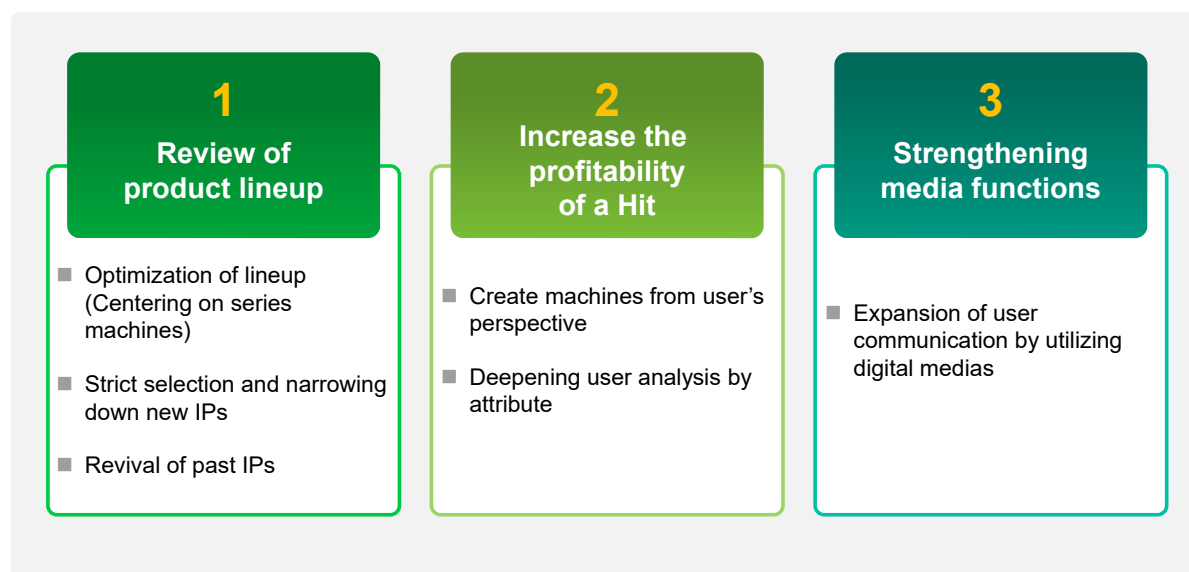 1
Review of
product lineup
Optimization of lineup
(Centering on series
machines)
Strict selection and narrowing
down new IPs
Revival of past IPs
2
Increase the
profitability
of a Hit
Create machines from user’s
perspective
Deepening user analysis by
attribute
3
Strengthening
media functions
Expansion of user
communication by utilizing
digital medias